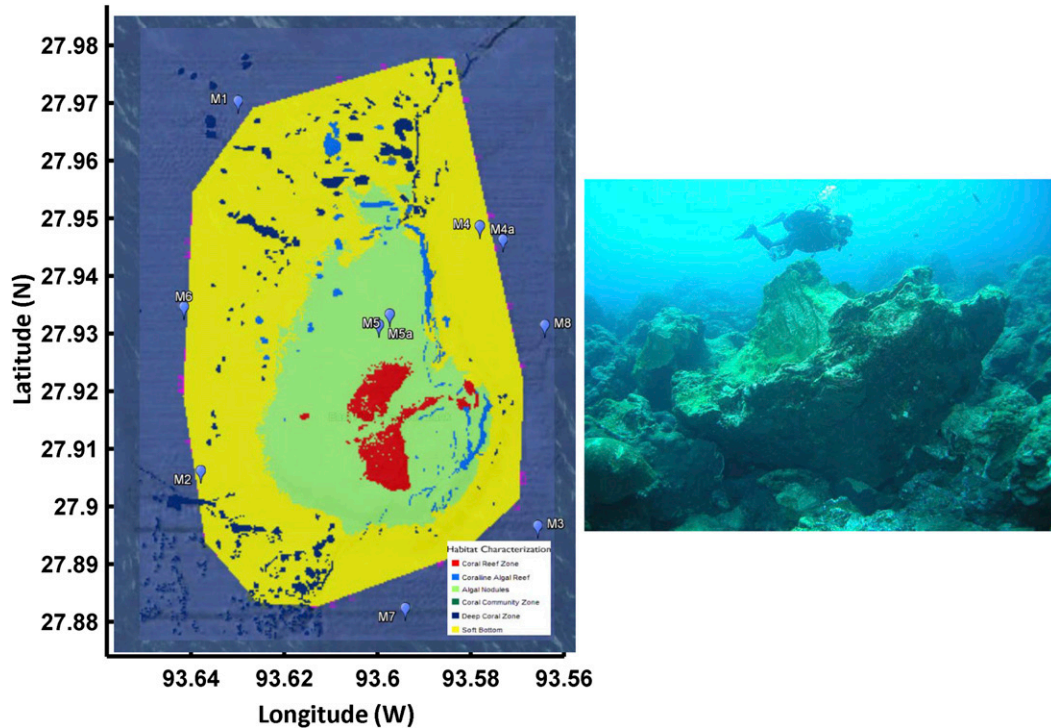 27.98
27.97
27.96
27.95
27.94
27.93
27.92
27.91
27.9
27.89
27.88
Latitude (N)
M1
M4
M4a
M6
M5
M5a
M8
M2
M3
M7
Habitat Characterization
Coral Reef Zone
Coralline Algal Reef
Algal Nodules
Coral Community Zone
Deep Coral Zone
Soft Bottom
93.64
93.62
93.6
93.58
93.56
Longitude (W)